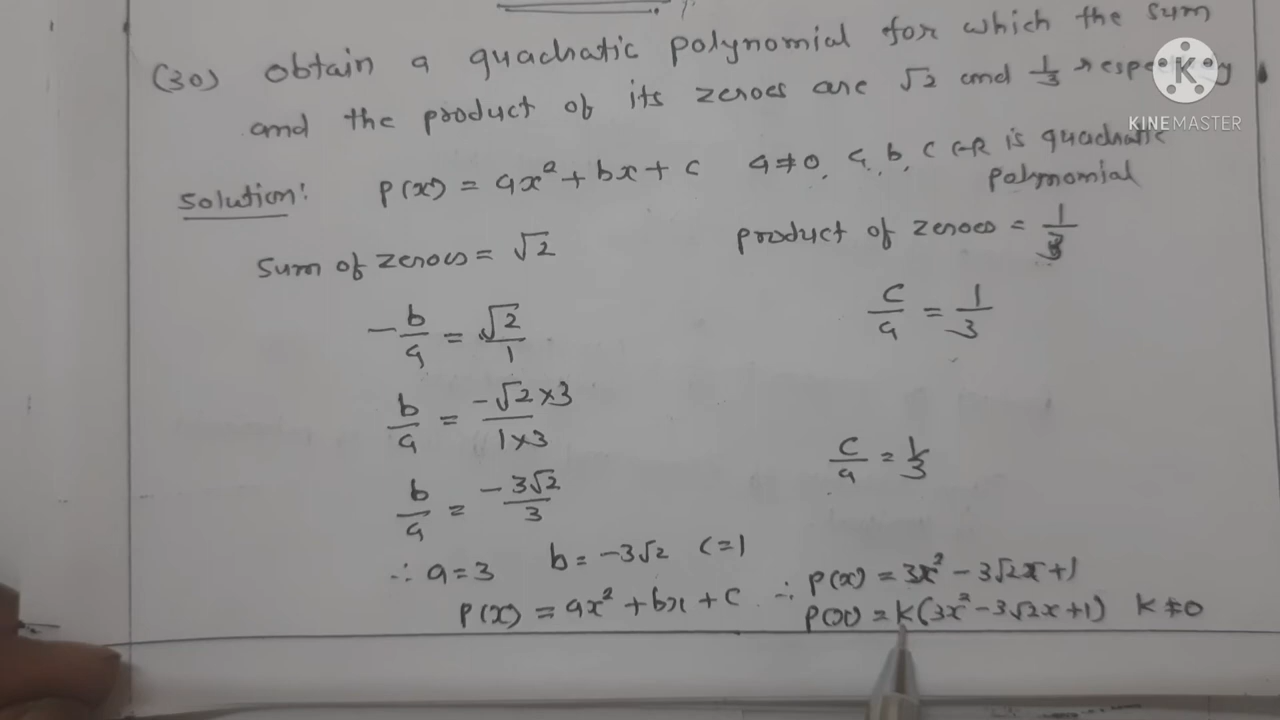 (30) obtain a quadratic polynomial for which the sum
and the product of its zeroes are √2 and 1/3
KINEMASTER
Solution: P(x) = ax² + bx + c a≠0, a, b, c ∈R is quadratic
polynomial
Sum of zeroes = √2 product of zeroes = 1/3
-b/a = √2/1 c/a = 1/3
b/a = -√2×3/1×3
c/a = 1/3
b/a = -3√2/3
∴ a=3 b = -3√2 c=1
∴ p(x) = 3x² - 3√2x+1
P(x) = ax² + bx + c
P(x) = k(3x² - 3√2x+1) K≠0